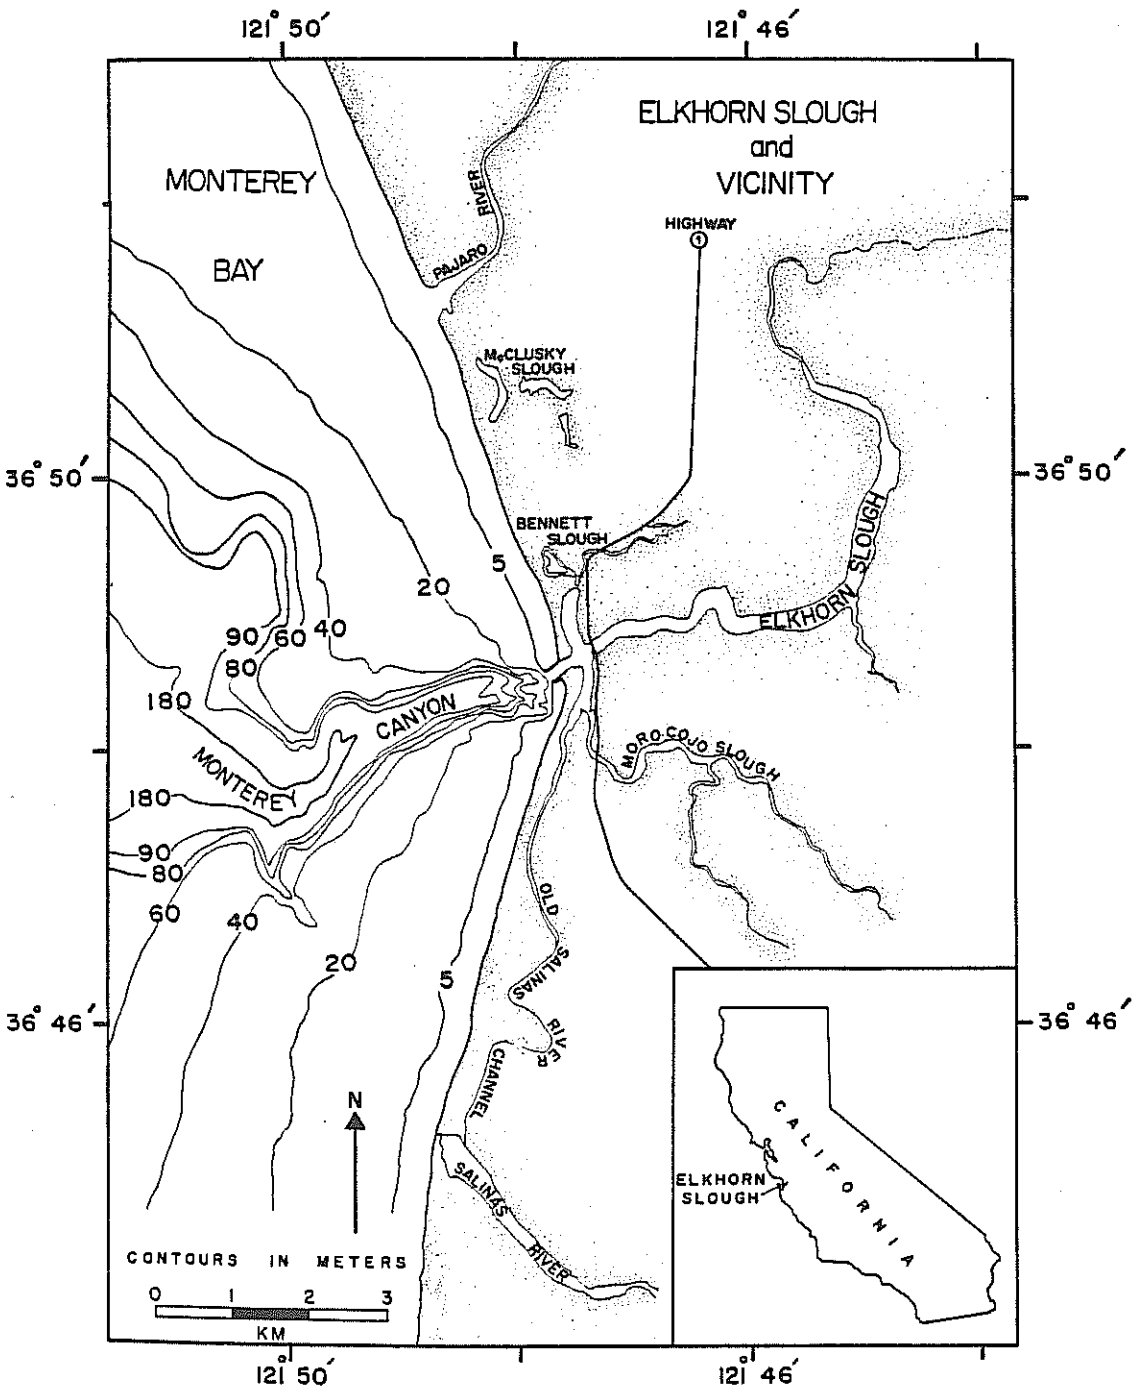 121° 50′
121° 46′
ELKHORN SLOUGH
and
VICINITY
MONTEREY
BAY
PAJARO RIVER
HIGHWAY
1
McCLUSKY
SLOUGH
36° 50′
36° 50′
BENNETT
SLOUGH
ELKHORN SLOUGH
5
20
40
60
90
80
180
CANYON
MONTEREY
MORO COJO SLOUGH
180
90
80
60
40
20
5
OLD SALINAS RIVER CHANNEL
36° 46′
36° 46′
N
SALINAS RIVER
CALIFORNIA
ELKHORN
SLOUGH
CONTOURS IN METERS
0 1 2 3
KM
121° 50′
121° 46′